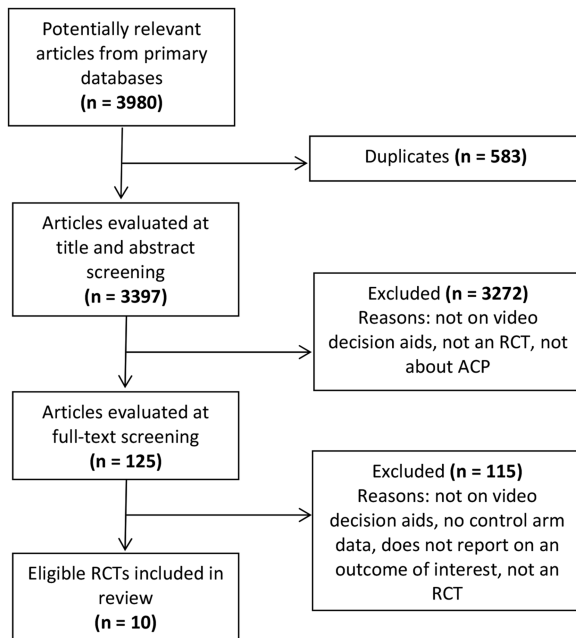 Potentially relevant
articles from primary
databases
(n = 3980)
Duplicates (n = 583)
Articles evaluated at
title and abstract
screening
(n = 3397)
Excluded (n = 3272)
Reasons: not on video
decision aids, not an RCT, not
about ACP
Articles evaluated at
full-text screening
(n = 125)
Excluded (n = 115)
Reasons: not on video
decision aids, no control arm
data, does not report on an
outcome of interest, not an
RCT
Eligible RCTs included in
review
(n = 10)